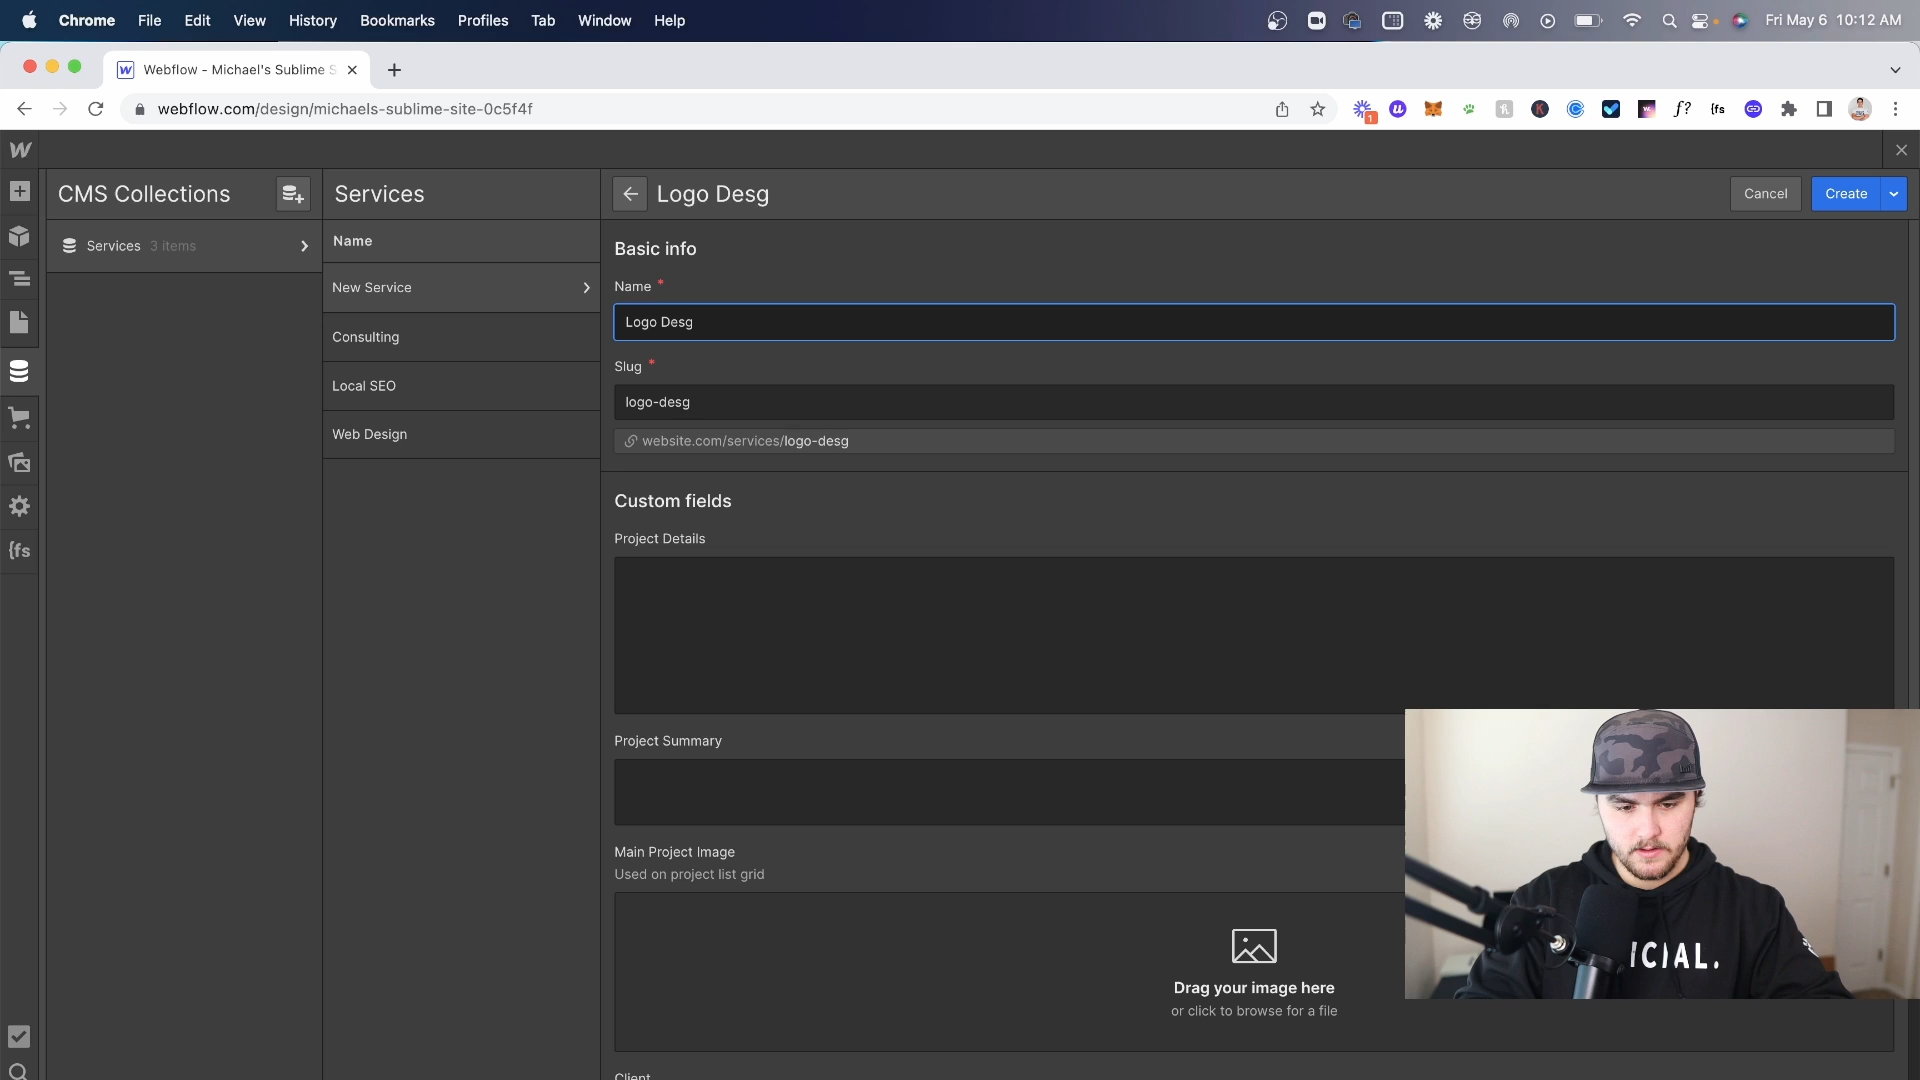 Chrome File Edit View History Bookmarks Profiles Tab Window Help Fri May 6 10:12 AM
Webflow - Michael's Sublime S
webflow.com/design/michaels-sublime-site-0c5f4f
CMS Collections
Services 3 items
Services
Name
New Service
Consulting
Local SEO
Web Design
Logo Desg
Cancel
Create
Basic info
Name *
Logo Desg
Slug *
logo-desg
website.com/services/logo-desg
Custom fields
Project Details
Project Summary
Main Project Image
Used on project list grid
Drag your image here
or click to browse for a file
Client
{fs
ICIAL.